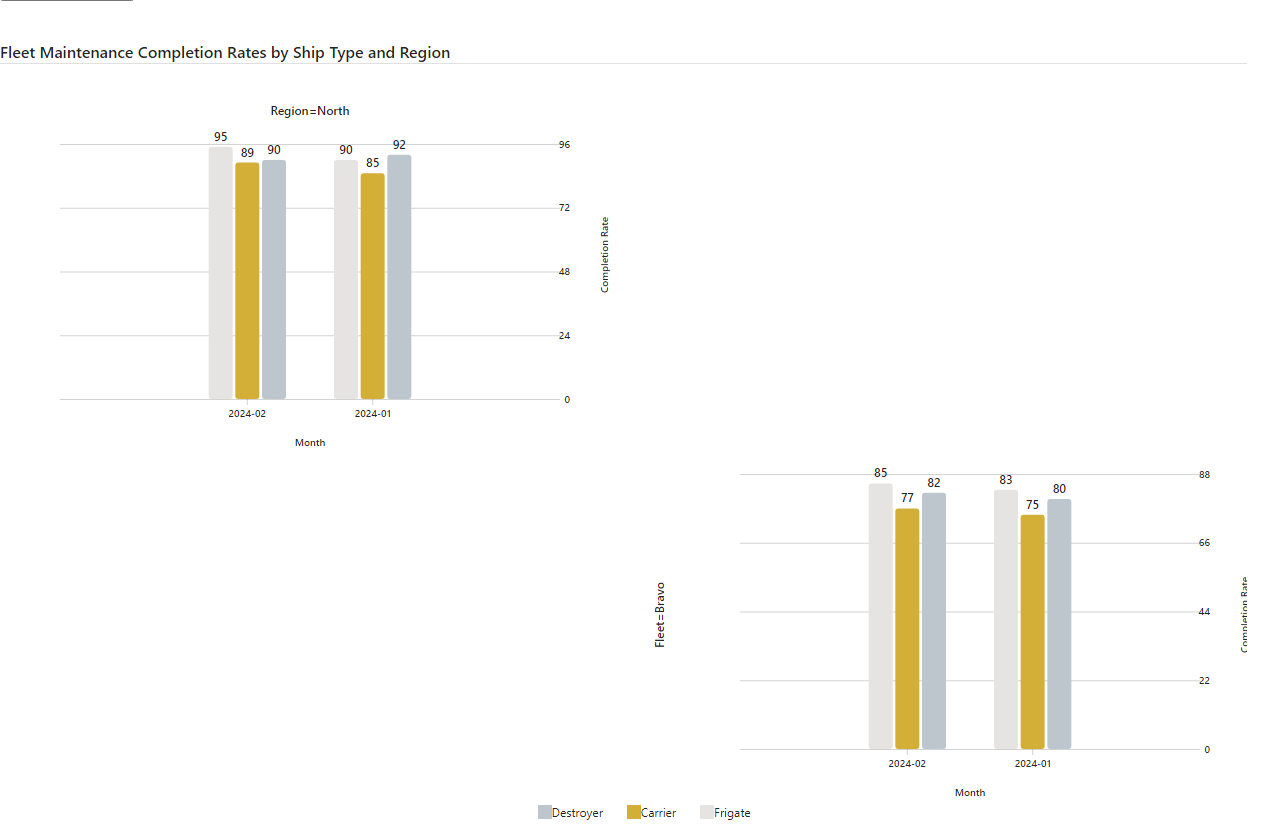 Fleet Maintenance Completion Rates by Ship Type and Region
Region=North
95
89
90
90
85
92
96
72
48
24
0
Completion Rate
2024-02
2024-01
Month
Fleet=Bravo
85
77
82
83
75
80
88
66
44
22
0
Completion Rate
2024-02
2024-01
Month
Destroyer
Carrier
Frigate